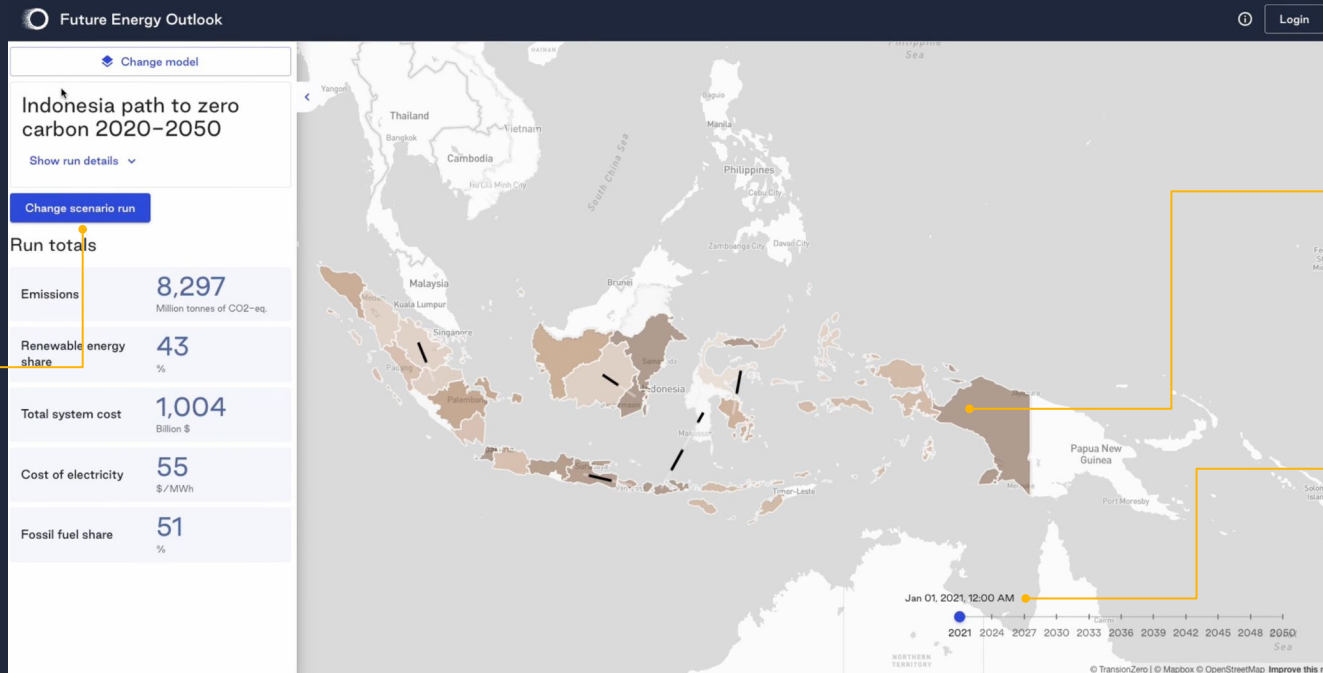 Future Energy Outlook
Login
Change model
Indonesia path to zero
carbon 2020-2050
Show run details
Change scenario run
Run totals
Emissions
8,297
Million tonnes of CO2-eq.
Renewable energy
share
43
%
Total system cost
1,004
Billion $
Cost of electricity
55
$/MWh
Fossil fuel share
51
%
HAINAN
Philippine
Sea
Yangon
Thailand
Bangkok
Vietnam
Cambodia
Ho Chi Minh City
South China Sea
Baguio
Manila
Philippines
Cebu City
Zamboanga City
Davao City
Malaysia
Kuala Lumpur
Medan
Singapore
Brunei
Padang
Palembang
Indonesia
Timor-Leste
Papua New
Guinea
Port Moresby
Jan 01, 2021, 12:00 AM
Cairns
2021 2024 2027 2030 2033 2036 2039 2042 2045 2048 2050
Sea
NORTHERN
TERRITORY
© TransionZero | © Mapbox © OpenStreetMap Improve this